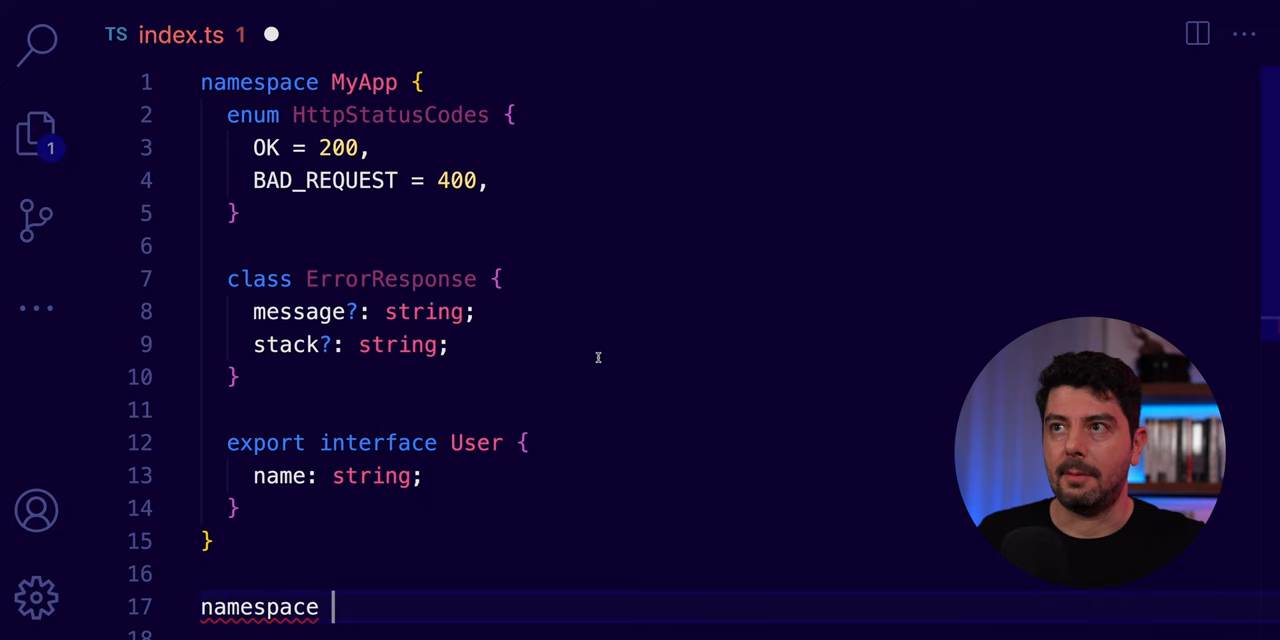 TS index.ts 1
1 namespace MyApp {
2 enum HttpStatusCodes {
3 OK = 200,
4 BAD_REQUEST = 400,
5 }
6
7 class ErrorResponse {
8 message?: string;
9 stack?: string;
10 }
11
12 export interface User {
13 name: string;
14 }
15 }
16
17 namespace
18
1